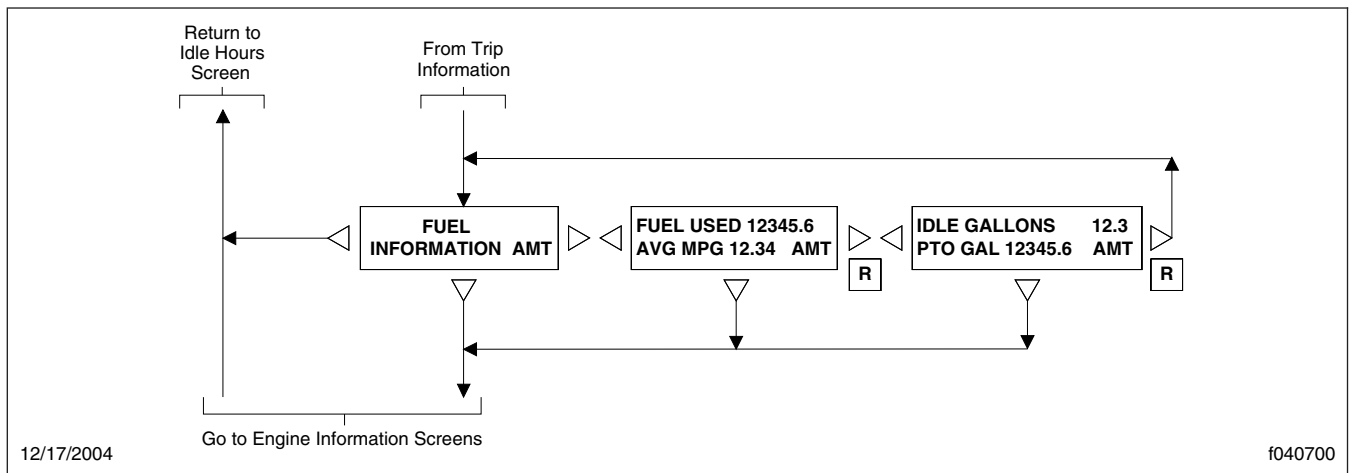 Return to
Idle Hours
Screen
From Trip
Information
FUEL
INFORMATION AMT
FUEL USED 12345.6
AVG MPG 12.34 AMT
R
IDLE GALLONS 12.3
PTO GAL 12345.6 AMT
R
Go to Engine Information Screens
12/17/2004
f040700